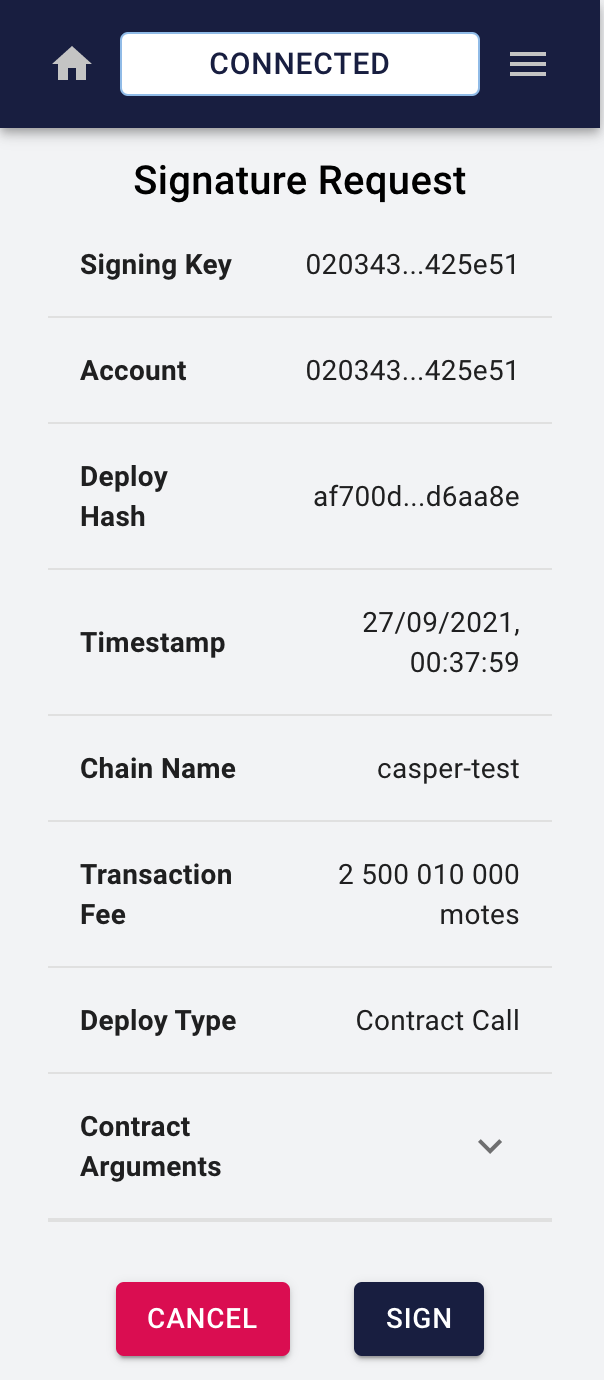 CONNECTED
Signature Request
Signing Key 020343...425e51
Account 020343...425e51
Deploy
Hash
af700d...d6aa8e
Timestamp
27/09/2021,
00:37:59
Chain Name casper-test
Transaction
Fee
2 500 010 000
motes
Deploy Type Contract Call
Contract
Arguments
CANCEL
SIGN